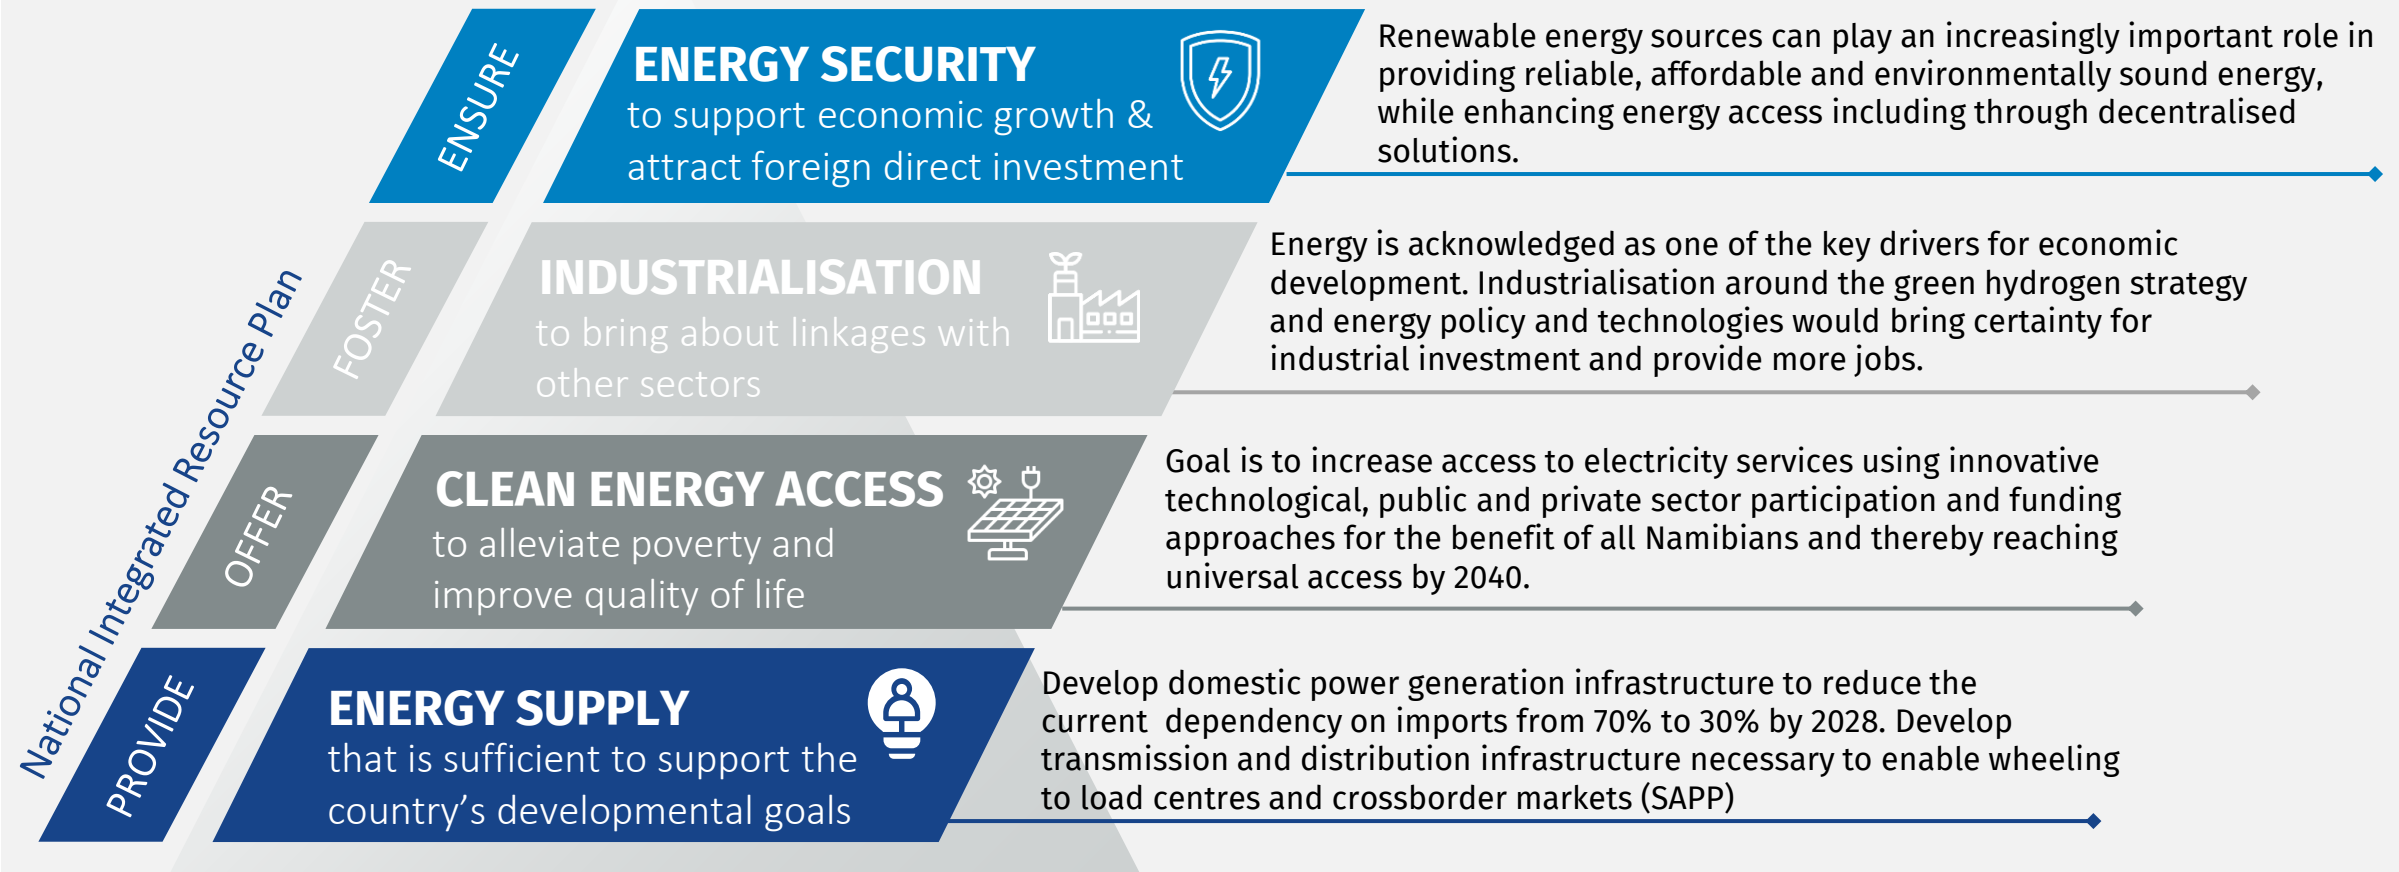 National Integrated Resource Plan
ENSURE
ENERGY SECURITY
to support economic growth &
attract foreign direct investment
Renewable energy sources can play an increasingly important role in
providing reliable, affordable and environmentally sound energy,
while enhancing energy access including through decentralised
solutions.
FOSTER
INDUSTRIALISATION
to bring about linkages with
other sectors
Energy is acknowledged as one of the key drivers for economic
development. Industrialisation around the green hydrogen strategy
and energy policy and technologies would bring certainty for
industrial investment and provide more jobs.
OFFER
CLEAN ENERGY ACCESS
to alleviate poverty and
improve quality of life
Goal is to increase access to electricity services using innovative
technological, public and private sector participation and funding
approaches for the benefit of all Namibians and thereby reaching
universal access by 2040.
PROVIDE
ENERGY SUPPLY
that is sufficient to support the
country’s developmental goals
Develop domestic power generation infrastructure to reduce the
current  dependency on imports from 70% to 30% by 2028. Develop
transmission and distribution infrastructure necessary to enable wheeling
to load centres and crossborder markets (SAPP)